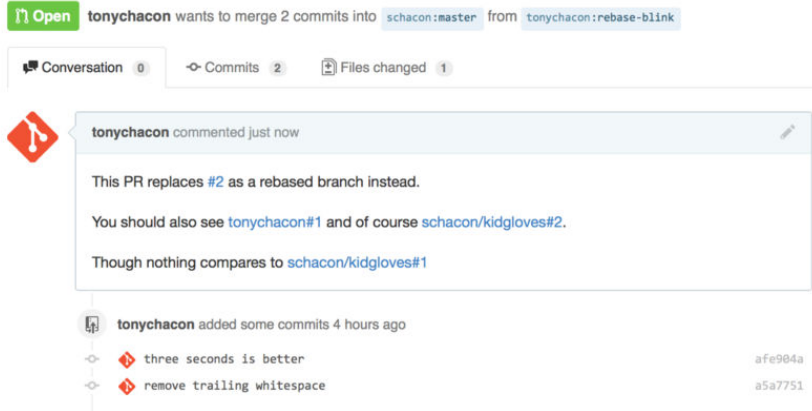 Open tonychacon wants to merge 2 commits into schacon:master from tonychacon:rebase-blink
Conversation 0 Commits 2 Files changed 1
tonychacon commented just now
This PR replaces #2 as a rebased branch instead.
You should also see tonychacon#1 and of course schacon/kidgloves#2.
Though nothing compares to schacon/kidgloves#1
tonychacon added some commits 4 hours ago
three seconds is better afe904a
remove trailing whitespace a5a7751